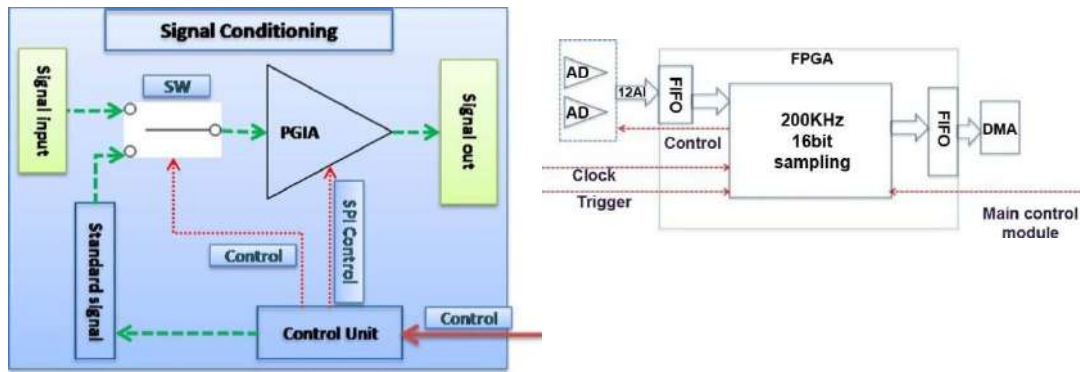 Signal Conditioning
Signal input
SW
PGIA
Signal out
Standard signal
Control
SPI Control
Control Unit
Control
FPGA
AD
AD
12AI
FIFO
200KHz
16bit
sampling
FIFO
DMA
Control
Clock
Trigger
Main control
module